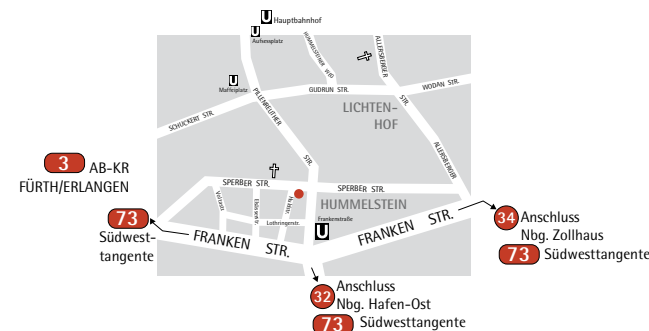 U Hauptbahnhof
U
Aufsessplatz
HUMMELSTEINER WEG
ALLERSBERGER
STR.
U
Maffeiplatz
PILLENREUTHER
STR.
GUDRUN STR.
WODAN STR.
SCHUCKERT STR.
LICHTEN-
HOF
ALLERSBERGER
3 AB-KR
FÜRTH/ERLANGEN
SPERBER STR.
SPERBER STR.
HUMMELSTEIN
Lothringerstr.
Frankenstraße
U
73
Südwest-
tangente
FRANKEN STR.
FRANKEN STR.
34 Anschluss
Nbg. Zollhaus
73 Südwesttangente
32 Anschluss
Nbg. Hafen-Ost
73 Südwesttangente